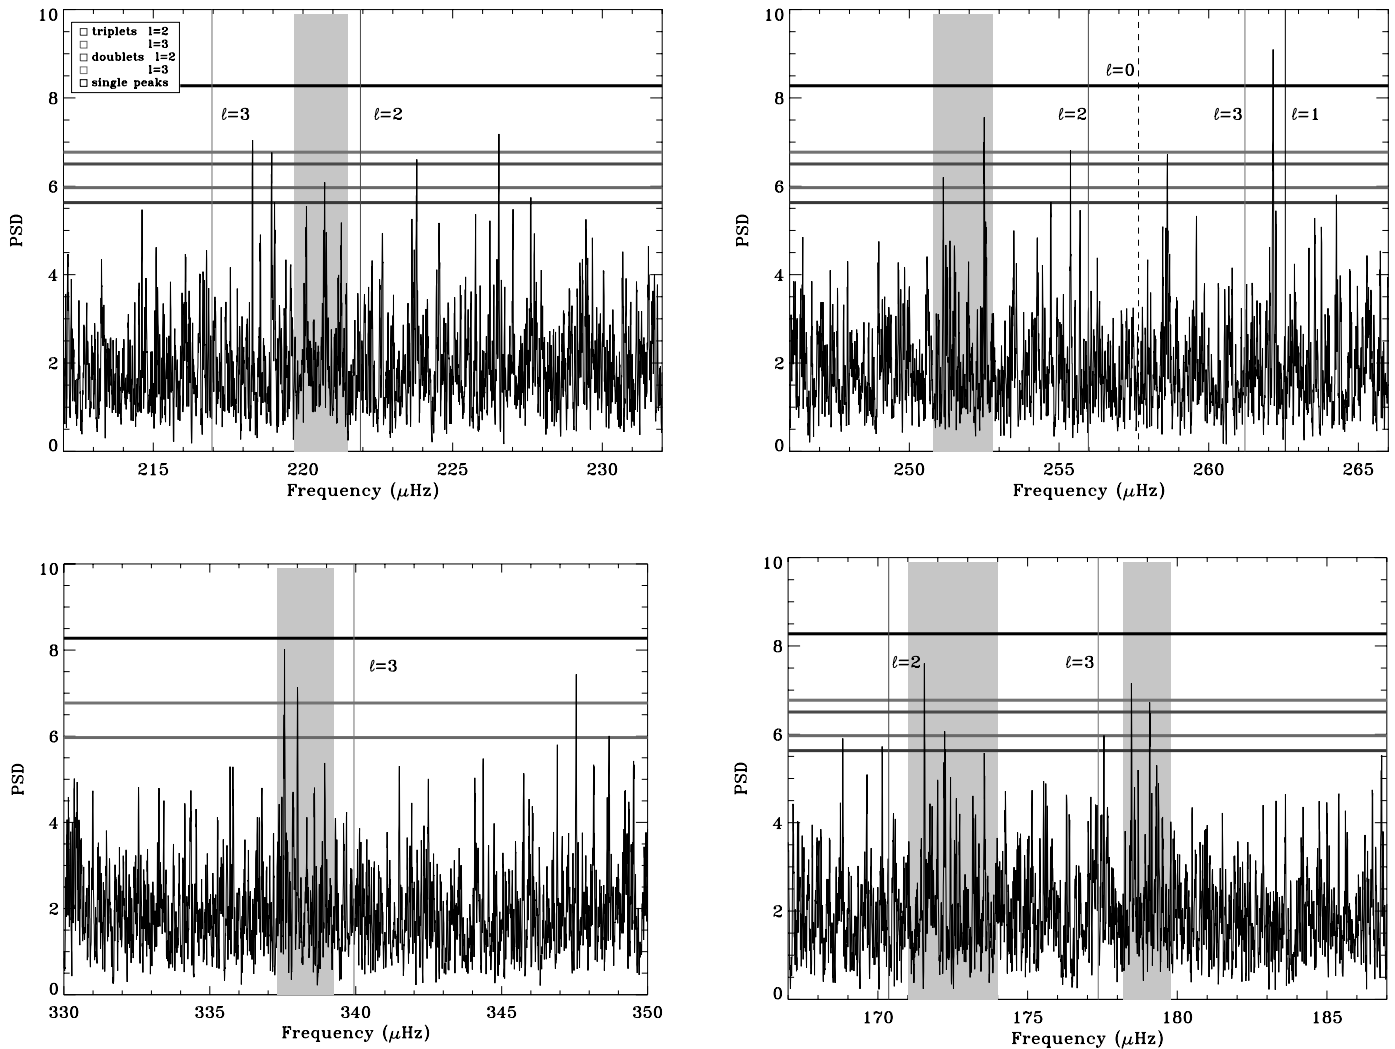 10
8
6
4
2
0
PSD
triplets l=2
l=3
doublets l=2
l=3
single peaks
ℓ=3
ℓ=2
215
220
225
230
Frequency (μHz)
10
8
6
4
2
0
PSD
ℓ=0
ℓ=2
ℓ=3
ℓ=1
250
255
260
265
Frequency (μHz)
10
8
6
4
2
0
PSD
ℓ=3
330
335
340
345
350
Frequency (μHz)
10
8
6
4
2
0
PSD
ℓ=2
ℓ=3
170
175
180
185
Frequency (μHz)